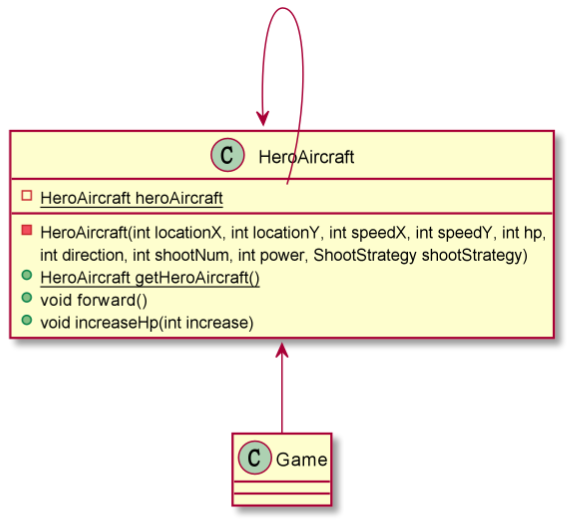 C HeroAircraft
HeroAircraft heroAircraft
HeroAircraft(int locationX, int locationY, int speedX, int speedY, int hp,
int direction, int shootNum, int power, ShootStrategy shootStrategy)
HeroAircraft getHeroAircraft()
void forward()
void increaseHp(int increase)
C Game